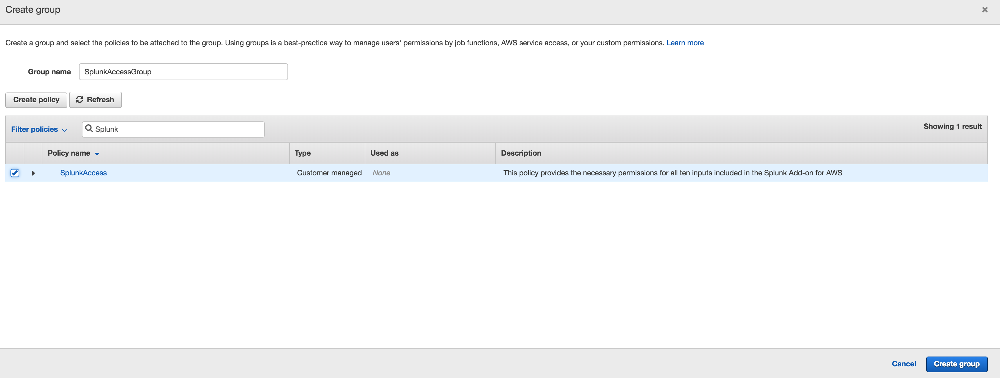 Create group
Create a group and select the policies to be attached to the group. Using groups is a best-practice way to manage users' permissions by job functions, AWS service access, or your custom permissions. Learn more
Group name SplunkAccessGroup
Create policy Refresh
Filter policies Splunk Showing 1 result
Policy name Type Used as Description
SplunkAccess Customer managed None This policy provides the necessary permissions for all ten inputs included in the Splunk Add-on for AWS
Cancel Create group